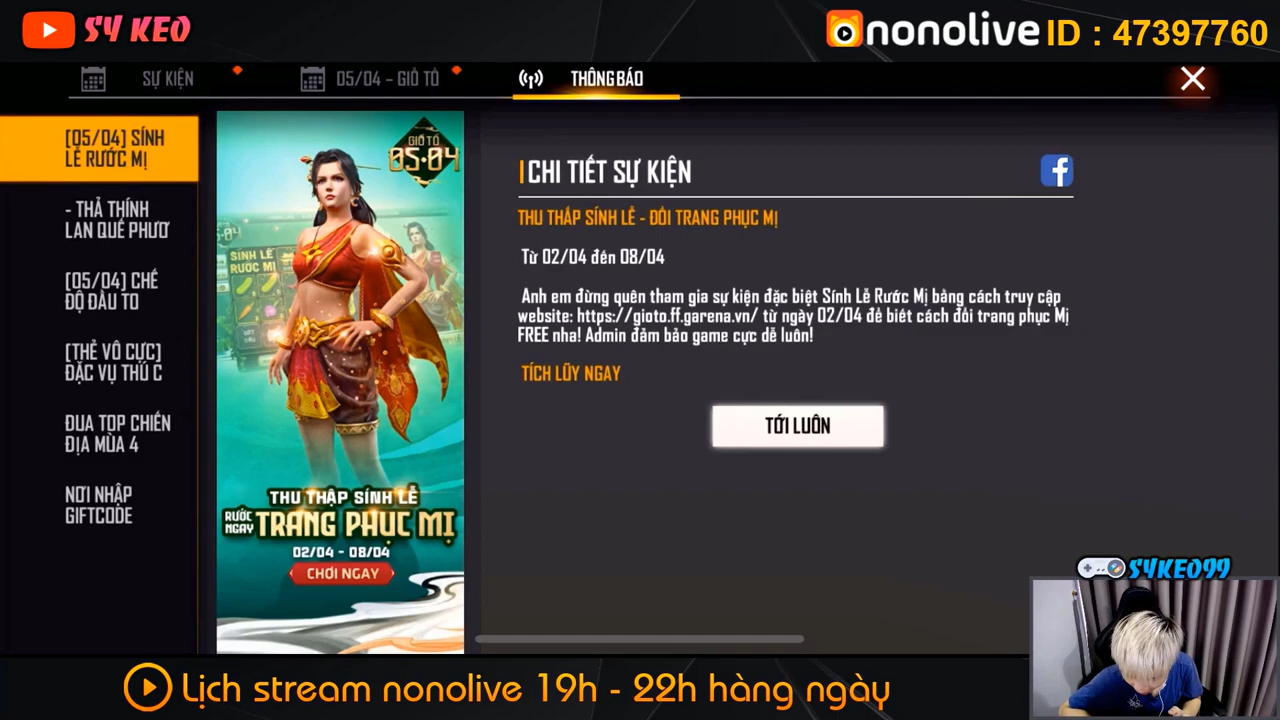 SY KEO
nonolive ID : 47397760
SỰ KIỆN
05/04 - GIỖ TỔ
THÔNG BÁO
[05/04] SÍNH
LỄ RƯỚC MỊ
- THẢ THÍNH
LAN QUẾ PHƯƠ
[05/04] CHẾ
ĐỘ ĐẤU TO
[THẺ VÔ CỰC]
ĐẶC VỤ THÚ C
ĐUA TOP CHIẾN
ĐỊA MÙA 4
NƠI NHẬP
GIFTCODE
GIỖ TỔ
05·04
SÍNH LỄ
RƯỚC MỊ
THU THẬP SÍNH LỄ
RƯỚC
NGAY
TRANG PHỤC MỊ
02/04 - 08/04
CHƠI NGAY
CHI TIẾT SỰ KIỆN
THU THẬP SÍNH LỄ - ĐỔI TRANG PHỤC MỊ
Từ 02/04 đến 08/04
Anh em đừng quên tham gia sự kiện đặc biệt Sính Lễ Rước Mị bằng cách truy cập
website: https://gioto.ff.garena.vn/ từ ngày 02/04 để biết cách đổi trang phục Mị
FREE nha! Admin đảm bảo game cực dễ luôn!
TÍCH LŨY NGAY
TỚI LUÔN
SYKEO99
Lịch stream nonolive 19h - 22h hàng ngày